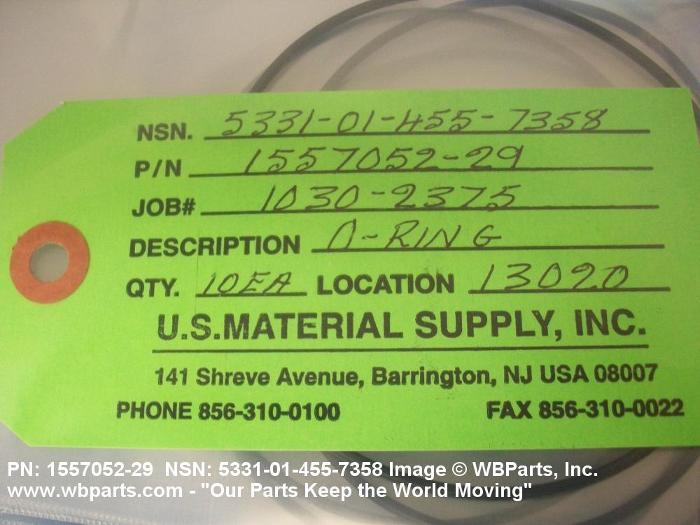 NSN. 5331-01-455-7358
P/N 1557052-29
JOB# 1030-2375
DESCRIPTION O-RING
QTY. 10EA LOCATION 13020
U.S.MATERIAL SUPPLY, INC.
141 Shreve Avenue, Barrington, NJ USA 08007
PHONE 856-310-0100 FAX 856-310-0022
PN: 1557052-29 NSN: 5331-01-455-7358 Image © WBParts, Inc.
www.wbparts.com - "Our Parts Keep the World Moving"